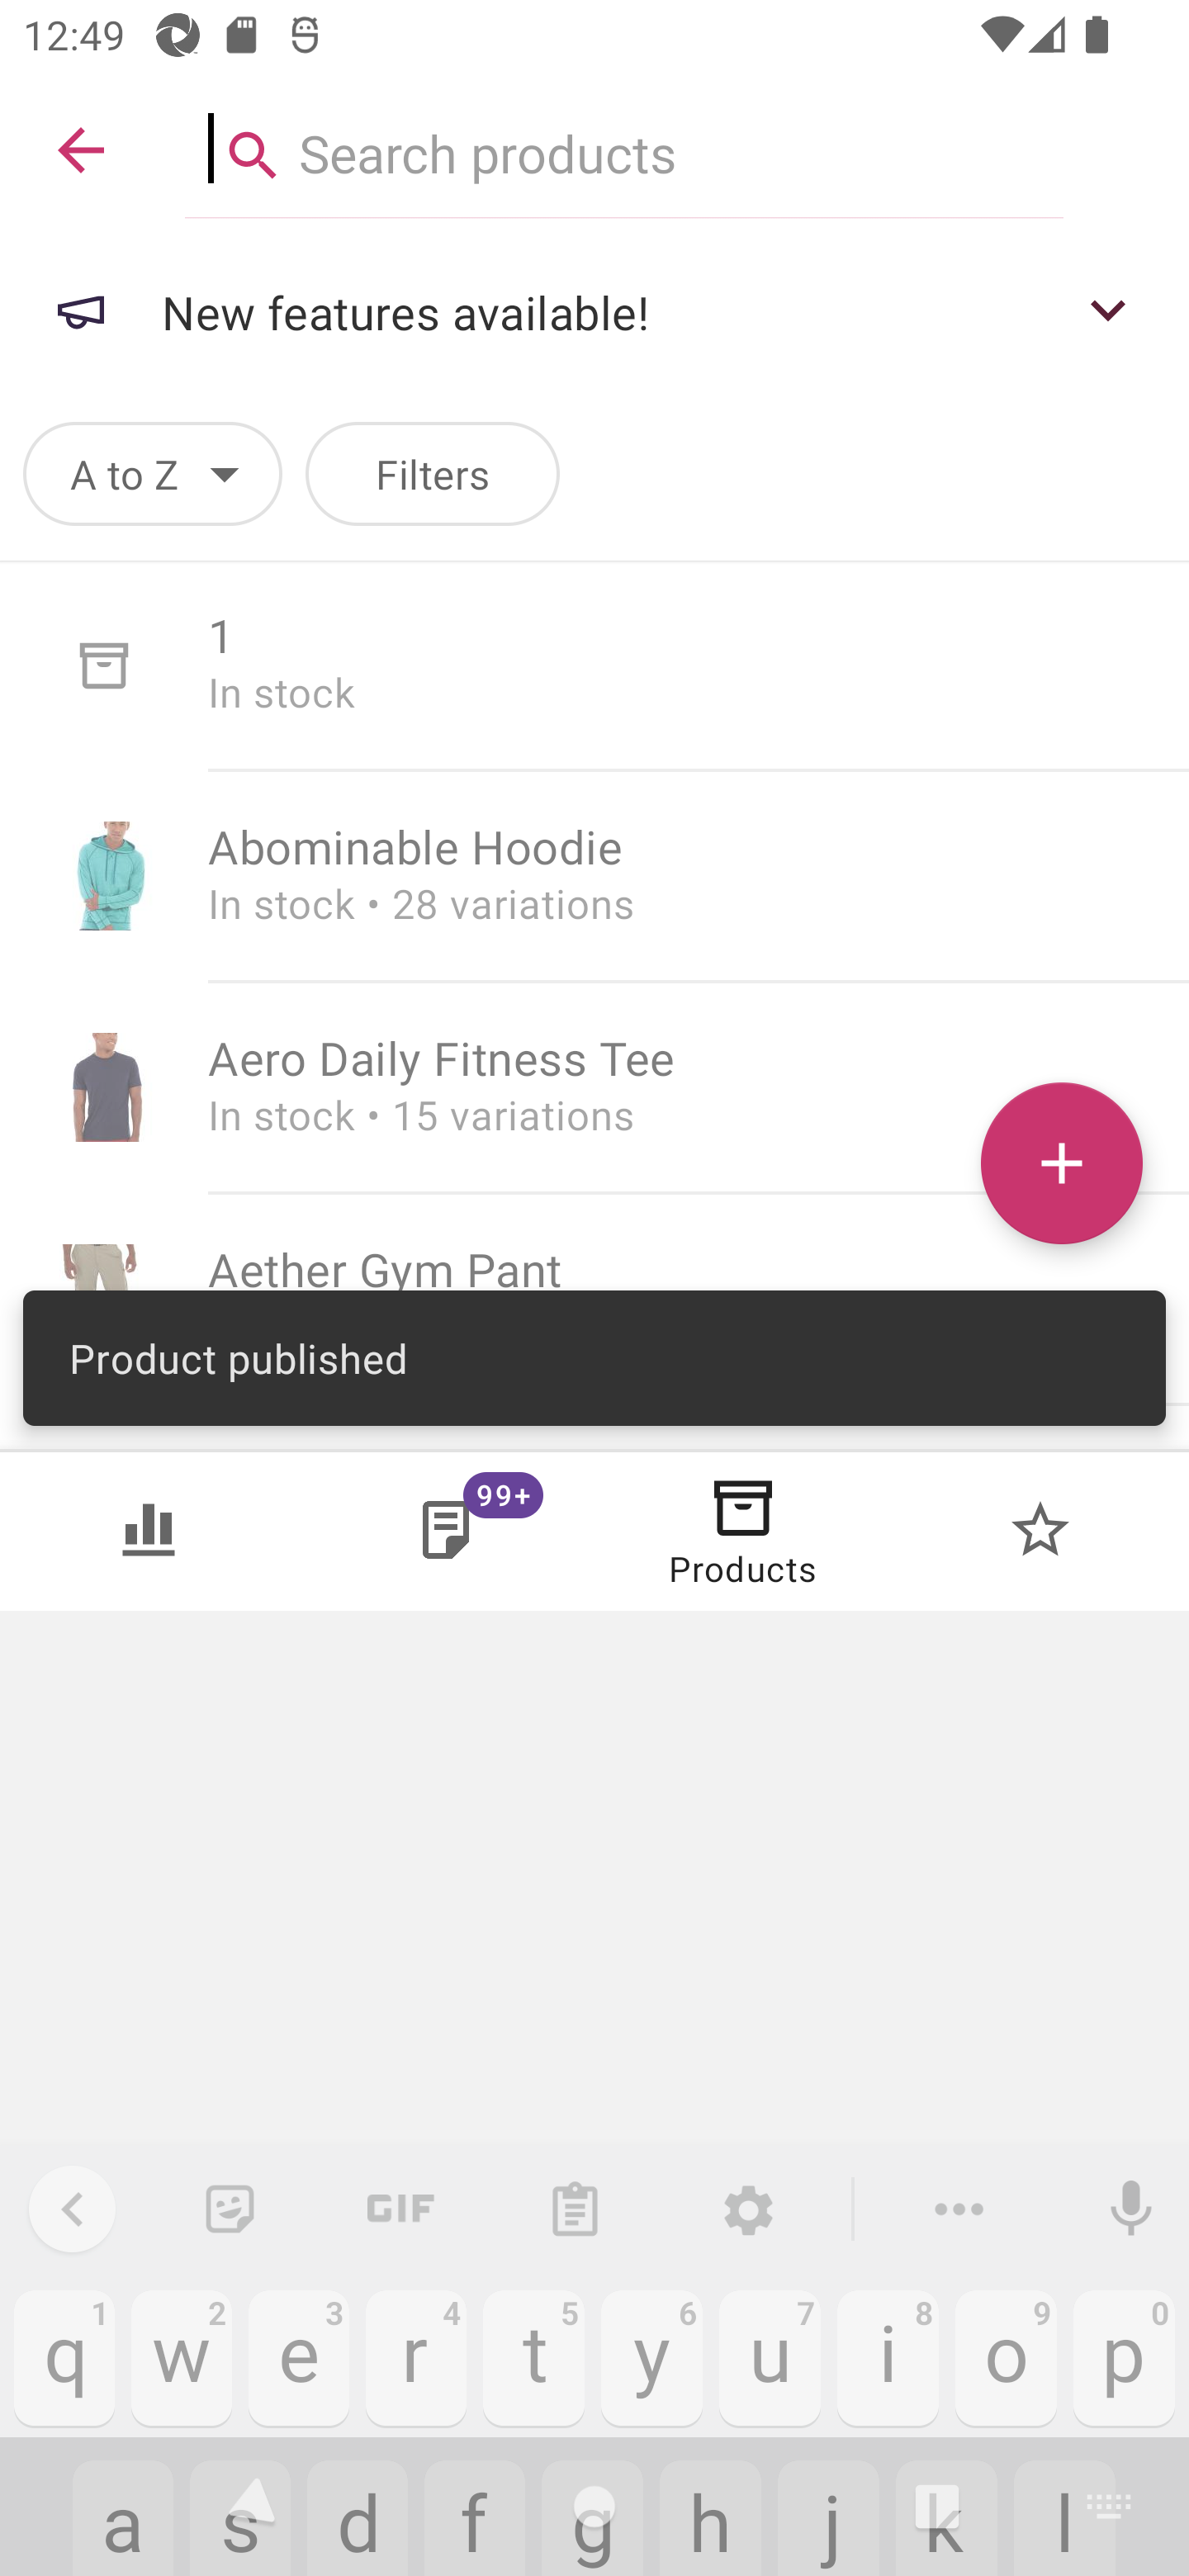 12:49
Search products
New features available!
A to Z
Filters
1
In stock
Abominable Hoodie
In stock • 28 variations
Aero Daily Fitness Tee
In stock • 15 variations
Aether Gym Pant
Product published
99+
Products
GIF
1 2 3 4 5 6 7 8 9 0
q w e r t y u i o p
a s d f g h j k l